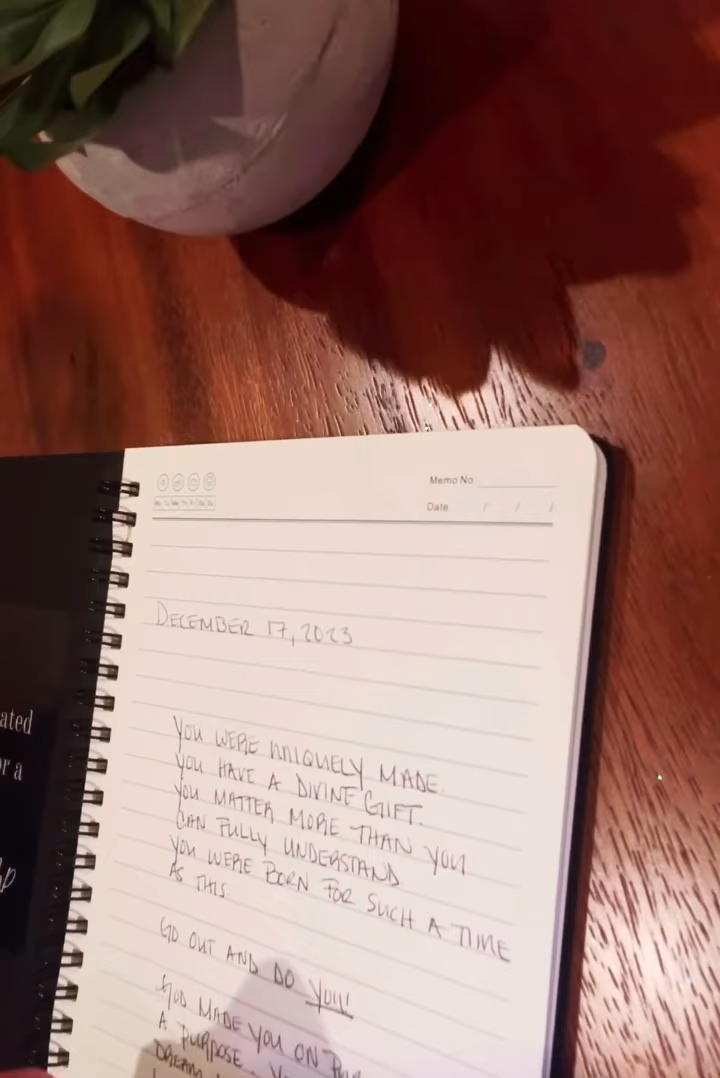 Memo No
Date / / /
DECEMBER 17, 2023
YOU WERE UNIQUELY MADE.
YOU HAVE A DIVINE GIFT.
YOU MATTER MORE THAN YOU
CAN FULLY UNDERSTAND
YOU WERE BORN FOR SUCH A TIME
AS THIS.
GO OUT AND DO YOU!
GOD MADE YOU ON
A PURPOSE.
DREAM
ated
or a